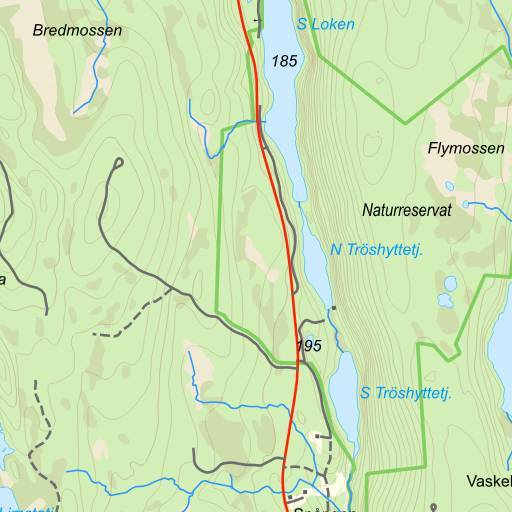 S Loken
Bredmossen
185
Flymossen
Naturreservat
N Tröshyttetj.
a
195
S Tröshyttetj.
Vaskel